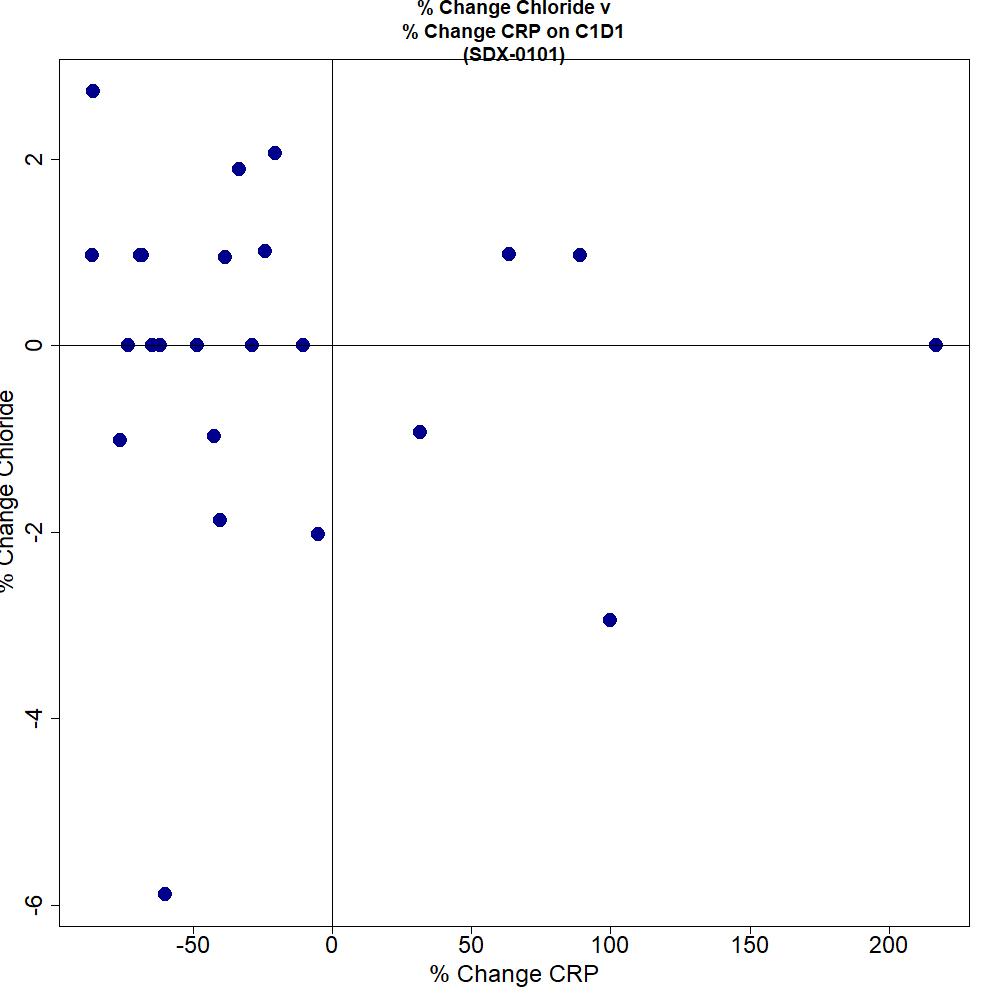 % Change Chloride v
% Change CRP on C1D1
(SDX-0101)
2
0
-2
-4
-6
% Change Chloride
-50
0
50
100
150
200
% Change CRP